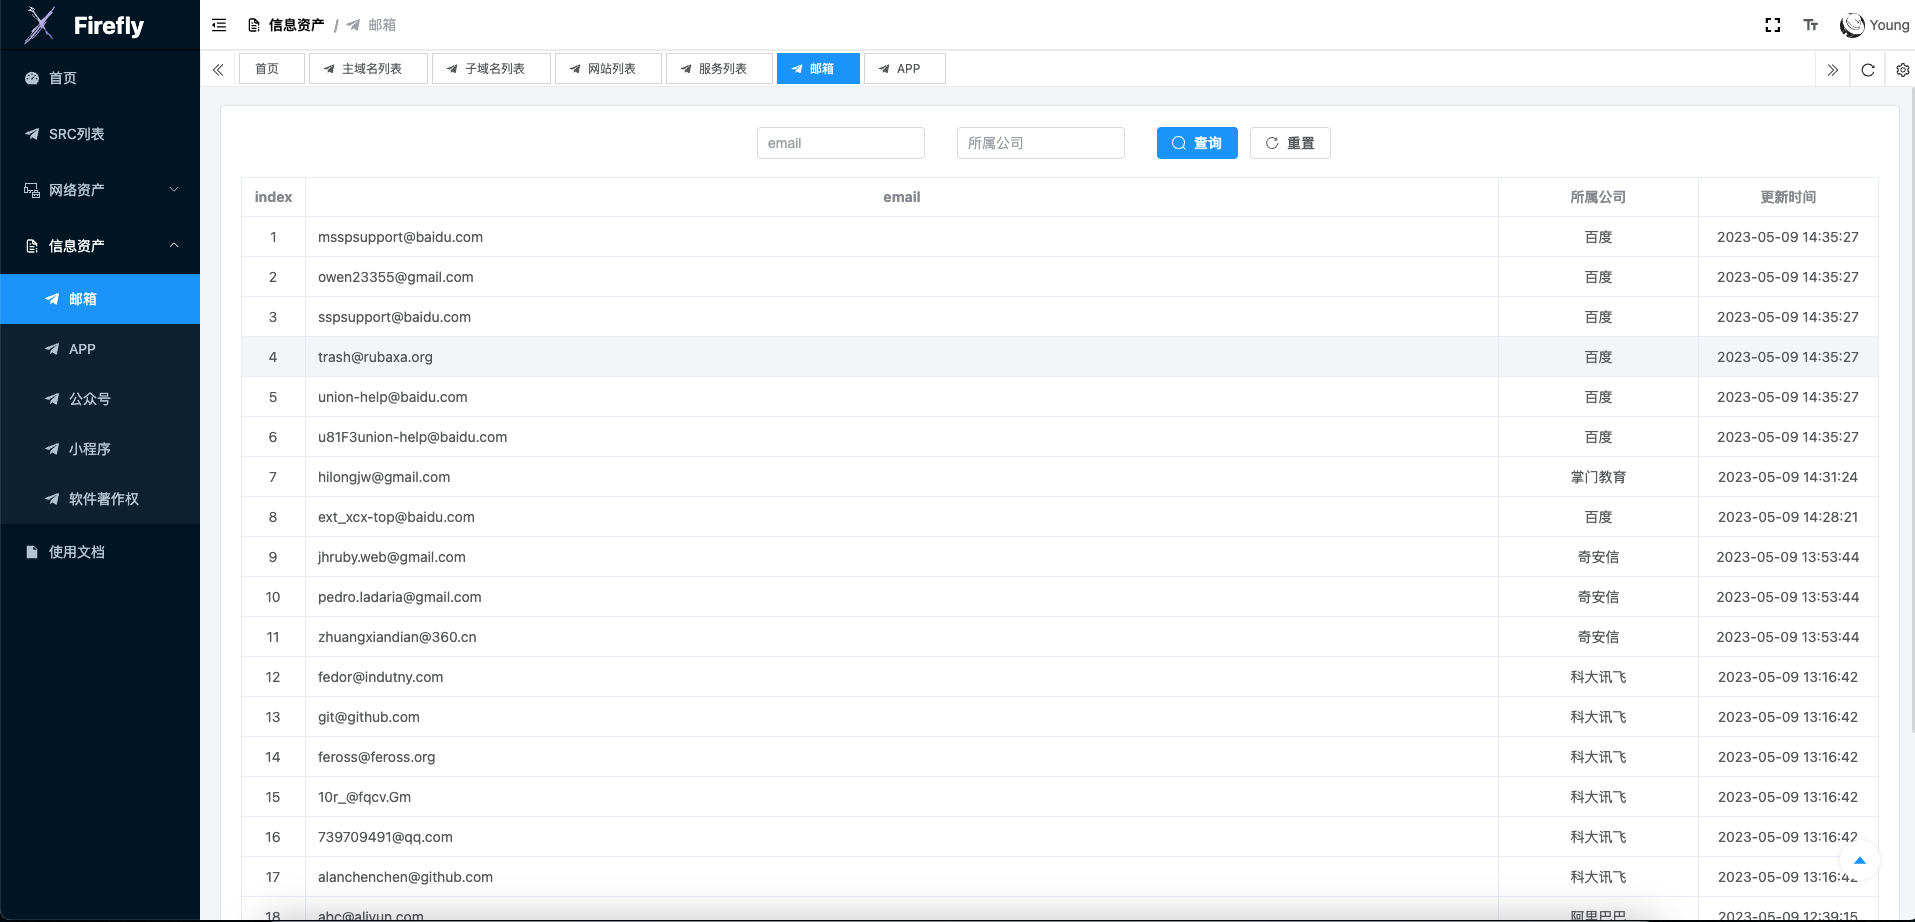 Firefly
信息资产 / 邮箱
Young
首页 主域名列表 子域名列表 网站列表 服务列表 邮箱 APP
首页
SRC列表
网络资产
信息资产
邮箱
APP
公众号
小程序
软件著作权
使用文档
email 所属公司 查询 重置
index email 所属公司 更新时间
1 msspsupport@baidu.com 百度 2023-05-09 14:35:27
2 owen23355@gmail.com 百度 2023-05-09 14:35:27
3 sspsupport@baidu.com 百度 2023-05-09 14:35:27
4 trash@rubaxa.org 百度 2023-05-09 14:35:27
5 union-help@baidu.com 百度 2023-05-09 14:35:27
6 u81F3union-help@baidu.com 百度 2023-05-09 14:35:27
7 hilongjw@gmail.com 掌门教育 2023-05-09 14:31:24
8 ext_xcx-top@baidu.com 百度 2023-05-09 14:28:21
9 jhruby.web@gmail.com 奇安信 2023-05-09 13:53:44
10 pedro.ladaria@gmail.com 奇安信 2023-05-09 13:53:44
11 zhuangxiandian@360.cn 奇安信 2023-05-09 13:53:44
12 fedor@indutny.com 科大讯飞 2023-05-09 13:16:42
13 git@github.com 科大讯飞 2023-05-09 13:16:42
14 feross@feross.org 科大讯飞 2023-05-09 13:16:42
15 10r_@fqcv.Gm 科大讯飞 2023-05-09 13:16:42
16 739709491@qq.com 科大讯飞 2023-05-09 13:16:42
17 alanchenchen@github.com 科大讯飞 2023-05-09 13:16:42
18 abc@aliyun.com 阿里巴巴 2023-05-09 12:39:15